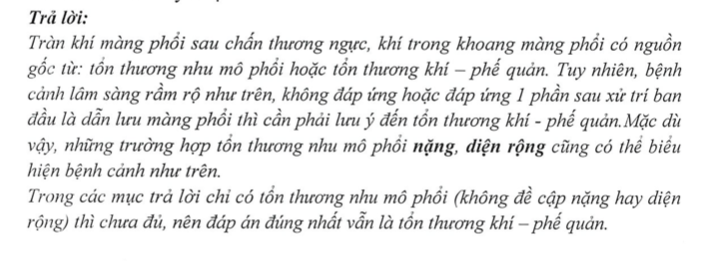 Trả lời:
Tràn khí màng phổi sau chấn thương ngực, khí trong khoang màng phổi có nguồn
gốc từ: tổn thương nhu mô phổi hoặc tổn thương khí – phế quản. Tuy nhiên, bệnh
cảnh lâm sàng rầm rộ như trên, không đáp ứng hoặc đáp ứng 1 phần sau xử trí ban
đầu là dẫn lưu màng phổi thì cần phải lưu ý đến tổn thương khí - phế quản.Mặc dù
vậy, những trường hợp tổn thương nhu mô phổi nặng, diện rộng cũng có thể biểu
hiện bệnh cảnh như trên.
Trong các mục trả lời chỉ có tổn thương nhu mô phổi (không đề cập nặng hay diện
rộng) thì chưa đủ, nên đáp án đúng nhất vẫn là tổn thương khí – phế quản.